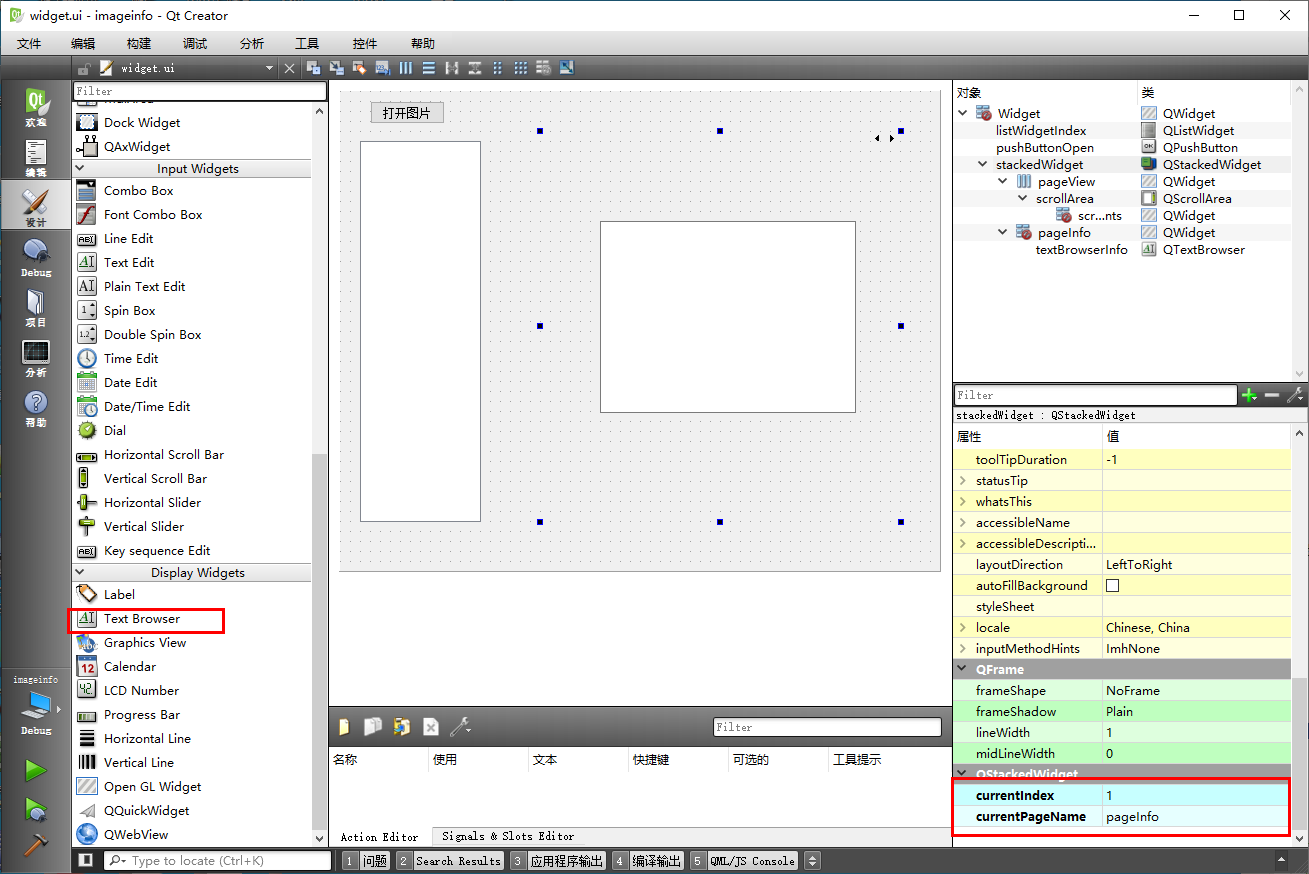 widget.ui - imageinfo - Qt Creator
文件 编辑 构建 调试 分析 工具 控件 帮助
widget.ui
欢迎
编辑
设计
Debug
项目
分析
帮助
imageinfo
Debug
Filter
Dock Widget
QAxWidget
Input Widgets
Combo Box
Font Combo Box
Line Edit
Text Edit
Plain Text Edit
Spin Box
Double Spin Box
Time Edit
Date Edit
Date/Time Edit
Dial
Horizontal Scroll Bar
Vertical Scroll Bar
Horizontal Slider
Vertical Slider
Key sequence Edit
Display Widgets
Label
Text Browser
Graphics View
Calendar
LCD Number
Progress Bar
Horizontal Line
Vertical Line
Open GL Widget
QQuickWidget
QWebView
打开图片
Filter
名称 使用 文本 快捷键 可选的 工具提示
Action Editor Signals & Slots Editor
对象 类
Widget QWidget
listWidgetIndex QListWidget
pushButtonOpen QPushButton
stackedWidget QStackedWidget
pageView QWidget
scrollArea QScrollArea
scr...nts QWidget
pageInfo QWidget
textBrowserInfo QTextBrowser
Filter
stackedWidget : QStackedWidget
属性 值
toolTipDuration -1
statusTip
whatsThis
accessibleName
accessibleDescripti...
layoutDirection LeftToRight
autoFillBackground
styleSheet
locale Chinese, China
inputMethodHints ImhNone
QFrame
frameShape NoFrame
frameShadow Plain
lineWidth 1
midLineWidth 0
QStackedWidget
currentIndex 1
currentPageName pageInfo
Type to locate (Ctrl+K) 1 问题 2 Search Results 3 应用程序输出 4 编译输出 5 QML/JS Console